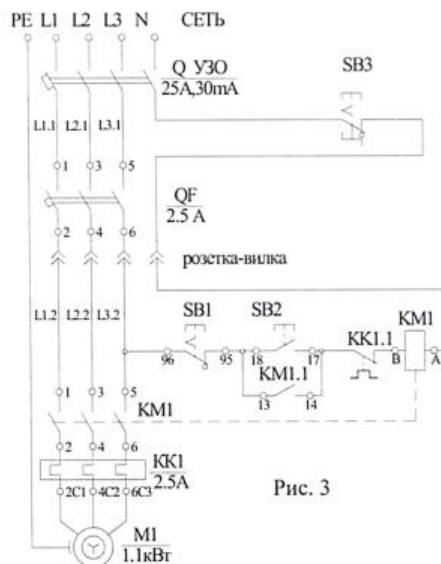 PE L1 L2 L3 N СЕТЬ
Q УЗО
25А,30mA
SB3
L1.1 L2.1 L3.1
1 3 5
QF
2.5 А
2 4 6
розетка-вилка
L1.2 L2.2 L3.2
SB1 SB2 KM1
KK1.1
96 95 18 17 B A
KM1.1
13 14
1 3 5
KM1
2 4 6
KK1
2.5А
2C1 4C2 6C3
Рис. 3
M1
1.1кВт